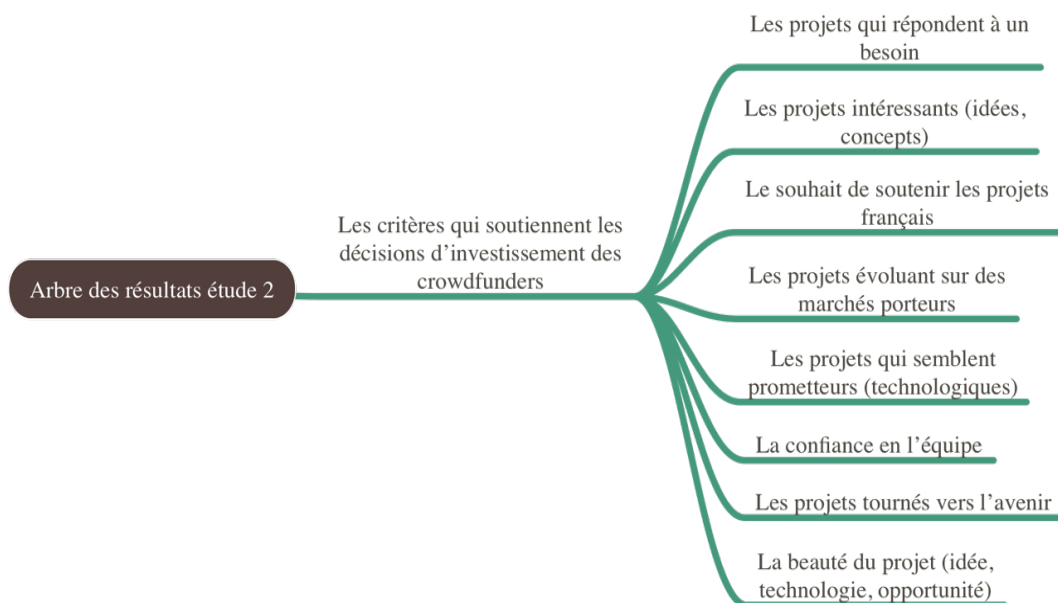 Les projets qui répondent à un
besoin
Les projets intéressants (idées,
concepts)
Le souhait de soutenir les projets
français
Les critères qui soutiennent les
décisions d’investissement des
crowdfunders
Arbre des résultats étude 2
Les projets évoluant sur des
marchés porteurs
Les projets qui semblent
prometteurs (technologiques)
La confiance en l’équipe
Les projets tournés vers l’avenir
La beauté du projet (idée,
technologie, opportunité)